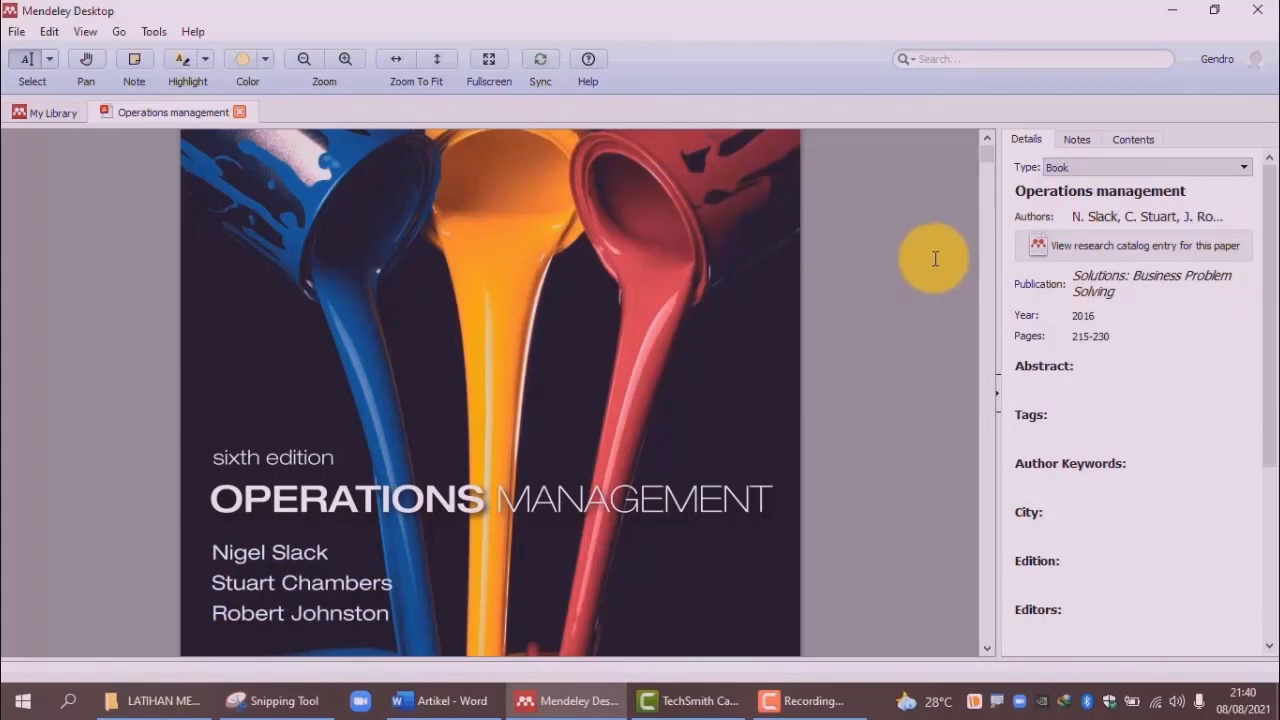 Mendeley Desktop
File Edit View Go Tools Help
Select Pan Note Highlight Color Zoom Zoom To Fit Fullscreen Sync Help
Search...
Gendro
My Library
Operations management
sixth edition
OPERATIONS MANAGEMENT
Nigel Slack
Stuart Chambers
Robert Johnston
Details Notes Contents
Type: Book
Operations management
Authors: N. Slack, C. Stuart, J. Ro...
View research catalog entry for this paper
Publication: Solutions: Business Problem
Solving
Year: 2016
Pages: 215-230
Abstract:
Tags:
Author Keywords:
City:
Edition:
Editors:
LATIHAN ME... Snipping Tool Artikel - Word Mendeley Des... TechSmith Ca... Recording... 28°C
21:40
08/08/2021